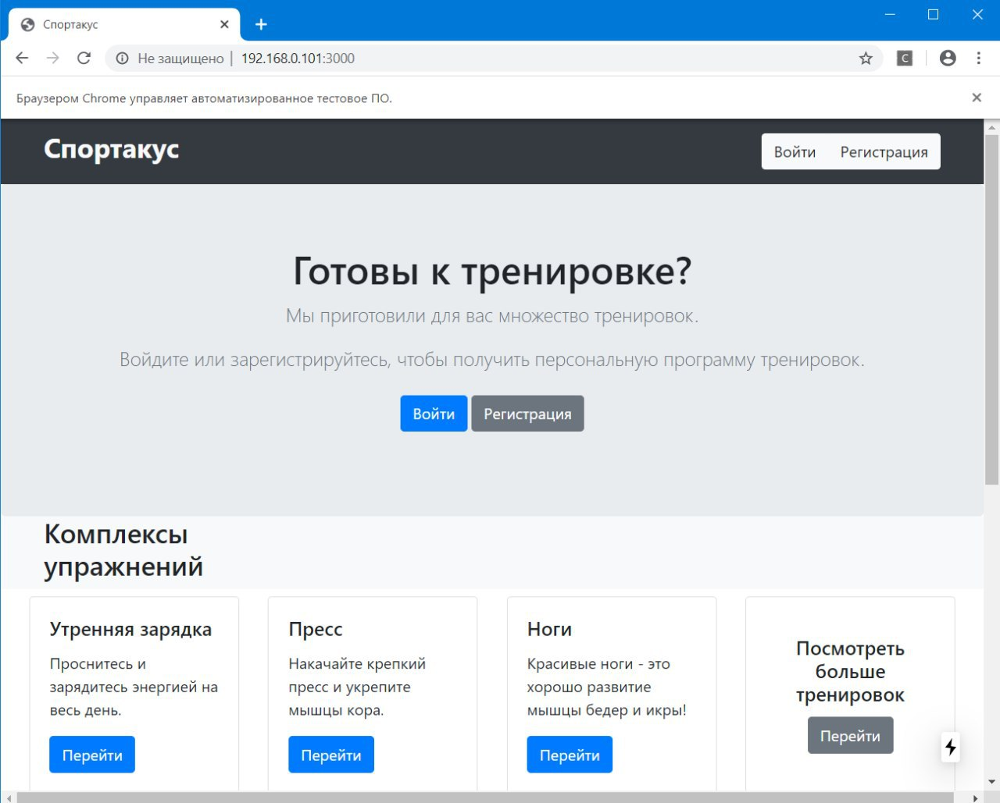 Спортакус
Не защищено | 192.168.0.101:3000
C
Браузером Chrome управляет автоматизированное тестовое ПО.
Спортакус
Войти Регистрация
Готовы к тренировке?
Мы приготовили для вас множество тренировок.
Войдите или зарегистрируйтесь, чтобы получить персональную программу тренировок.
Войти Регистрация
Комплексы
упражнений
Утренняя зарядка
Проснитесь и
зарядитесь энергией на
весь день.
Перейти
Пресс
Накачайте крепкий
пресс и укрепите
мышцы кора.
Перейти
Ноги
Красивые ноги - это
хорошо развитие
мышцы бедер и икры!
Перейти
Посмотреть
больше
тренировок
Перейти